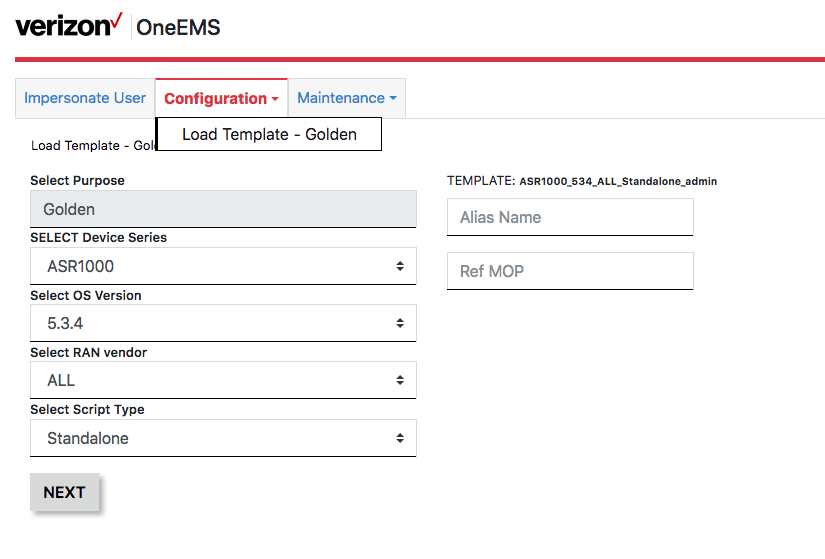 verizon OneEMS
Impersonate User Configuration Maintenance
Load Template - Golden
Load Template - Gol
Select Purpose
Golden
SELECT Device Series
ASR1000
Select OS Version
5.3.4
Select RAN vendor
ALL
Select Script Type
Standalone
NEXT
TEMPLATE: ASR1000_534_ALL_Standalone_admin
Alias Name
Ref MOP